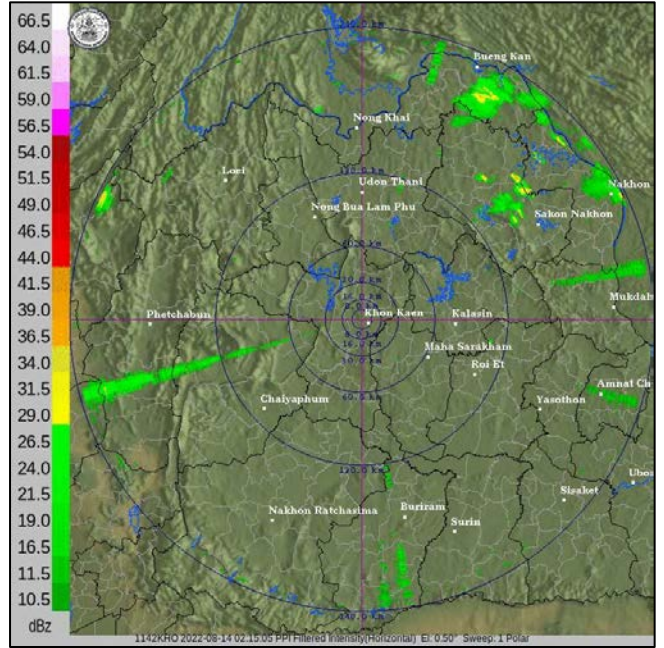 66.5
64.0
61.5
59.0
56.5
54.0
51.5
49.0
46.5
44.0
41.5
39.0
36.5
34.0
31.5
29.0
26.5
24.0
21.5
19.0
16.5
11.5
10.5
dBz
Bueng Kan
Nong Khai
Loei
Udon Thani
Nakhon
Nong Bua Lam Phu
Sakon Nakhon
Mukdah
Phetchabun
Khon Kaen
Kalasin
Maha Sarakham
Roi Et
Chaiyaphum
Yasothon
Amnat Ch
120.0 km
Ubon
Sisaket
Nakhon Ratchasima
Buriram
Surin
1142KHO 2022-08-14 02:15:05 PPI Filtered Intensity(Horizontal) El: 0.50° Sweep: 1 Polar